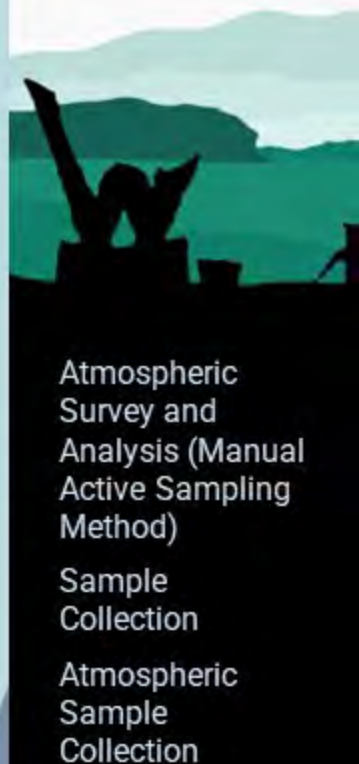 Atmospheric
Survey and
Analysis (Manual
Active Sampling
Method)
Sample
Collection
Atmospheric
Sample
Collection